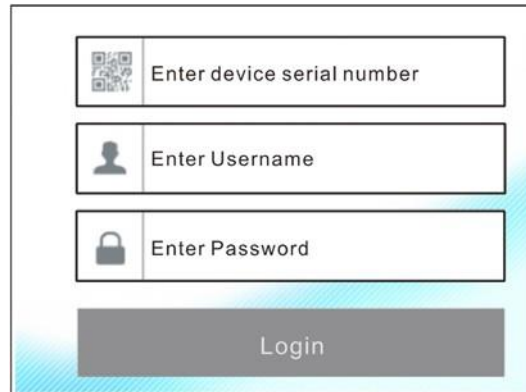 Enter device serial number
Enter Username
Enter Password
Login